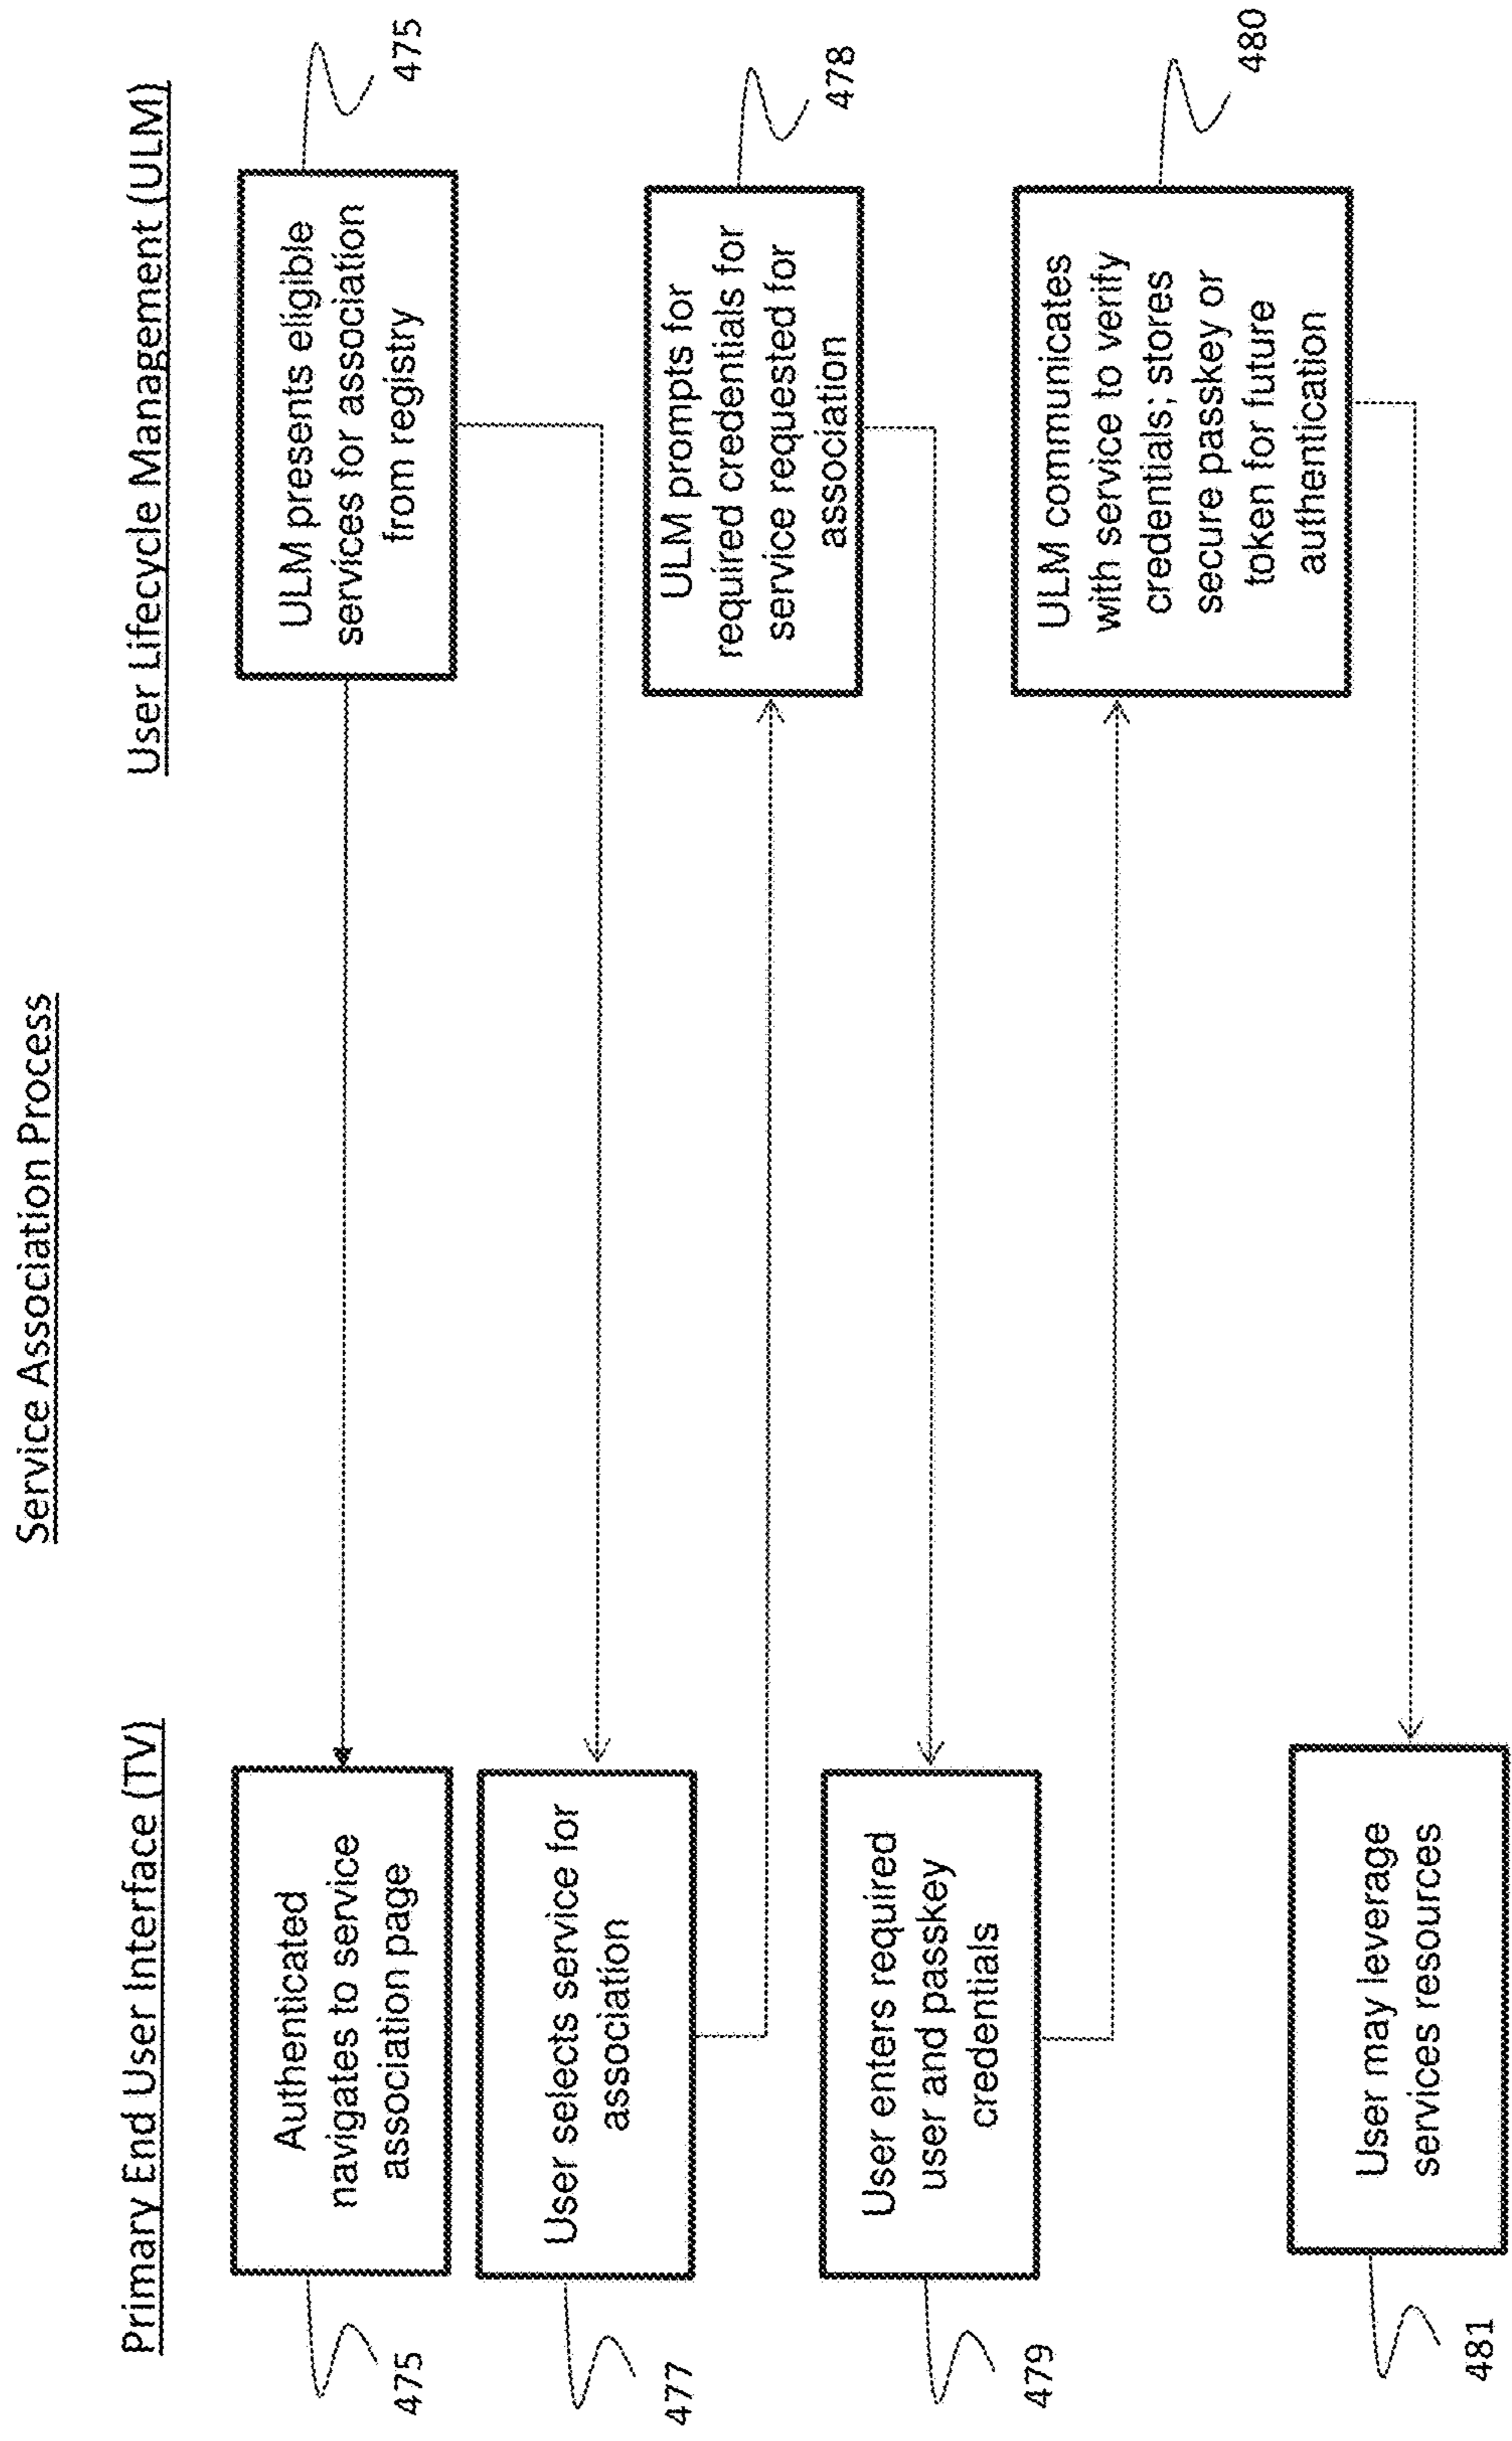 Service Association Process
Primary End User Interface (TV)
User Lifecycle Management (ULM)
Authenticated
navigates to service
association page
475
ULM presents eligible
services for association
from registry
475
User selects service for
association
477
ULM prompts for
required credentials for
service requested for
association
478
User enters required
user and passkey
credentials
479
ULM communicates
with service to verify
credentials; stores
secure passkey or
token for future
authentication
480
User may leverage
services resources
481